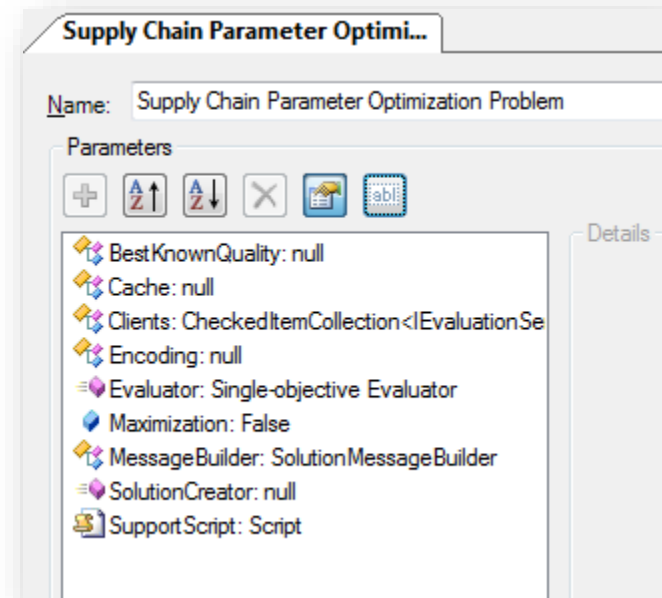 Supply Chain Parameter Optimi...
Name: Supply Chain Parameter Optimization Problem
Parameters
A Z A Z abl
Details
BestKnownQuality: null
Cache: null
Clients: CheckedItemCollection<IEvaluationSe
Encoding: null
Evaluator: Single-objective Evaluator
Maximization: False
MessageBuilder: SolutionMessageBuilder
SolutionCreator: null
SupportScript: Script